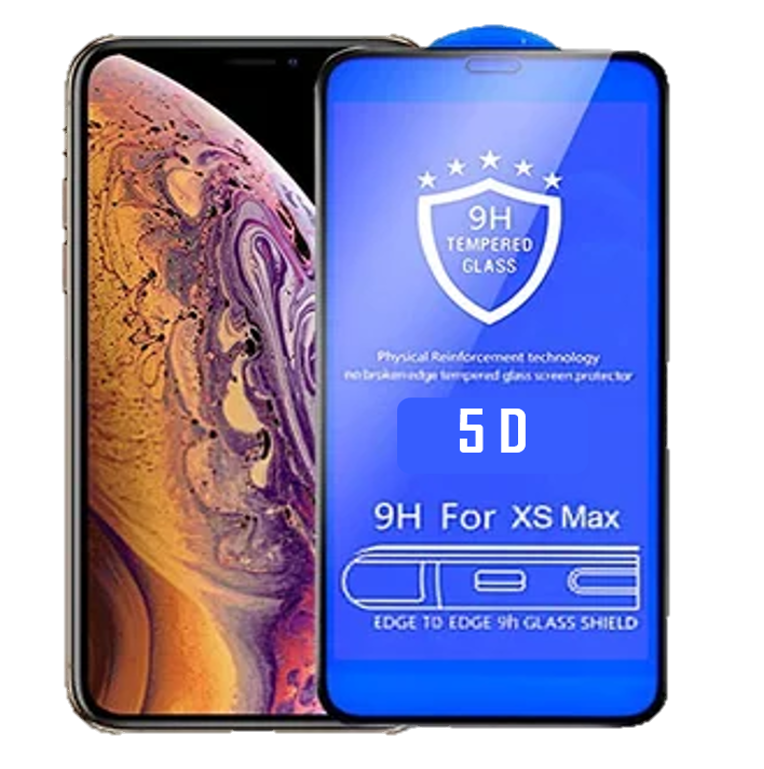 9H
TEMPERED
GLASS
Physical Reinforcement technology
no broken edge tempered glass screen protector
5D
9H For XS Max
EDGE TO EDGE 9h GLASS SHIELD